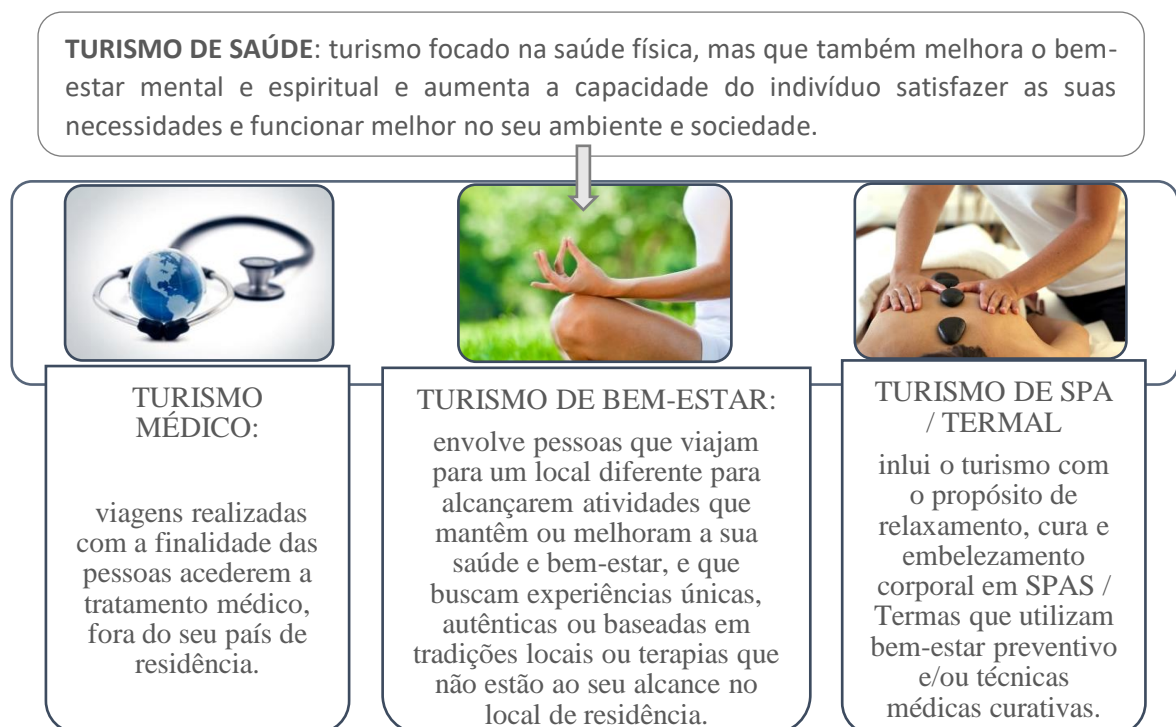 TURISMO DE SAÚDE: turismo focado na saúde física, mas que também melhora o bem-
estar mental e espiritual e aumenta a capacidade do indivíduo satisfazer as suas
necessidades e funcionar melhor no seu ambiente e sociedade.
TURISMO
MÉDICO:
viagens realizadas
com a finalidade das
pessoas acederem a
tratamento médico,
fora do seu país de
residência.
TURISMO DE BEM-ESTAR:
envolve pessoas que viajam
para um local diferente para
alcançarem atividades que
mantêm ou melhoram a sua
saúde e bem-estar, e que
buscam experiências únicas,
autênticas ou baseadas em
tradições locais ou terapias que
não estão ao seu alcance no
local de residência.
TURISMO DE SPA
/ TERMAL
inlui o turismo com
o propósito de
relaxamento, cura e
embelezamento
corporal em SPAS /
Termas que utilizam
bem-estar preventivo
e/ou técnicas
médicas curativas.